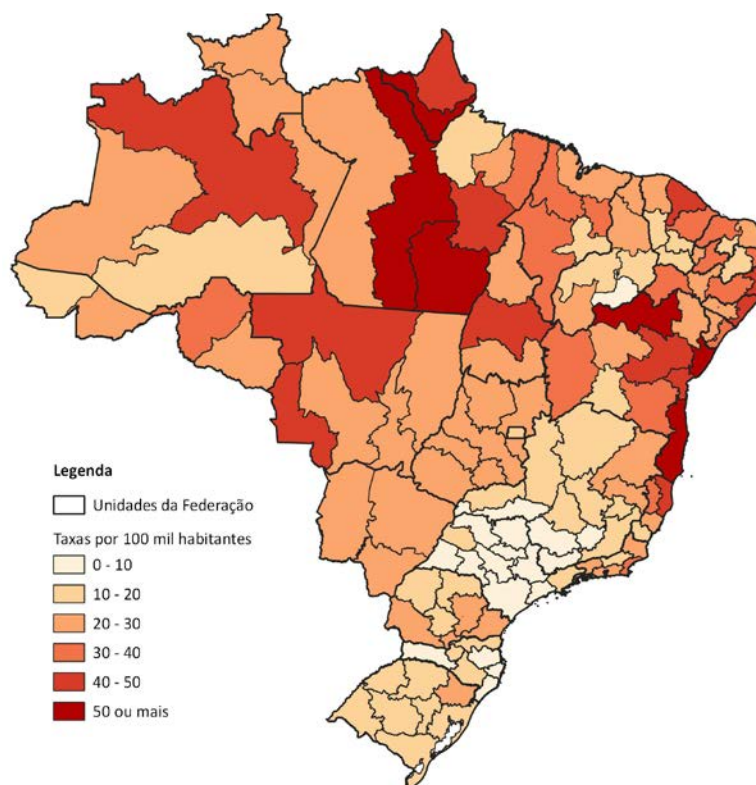 Legenda
Unidades da Federação
Taxas por 100 mil habitantes
0 - 10
10 - 20
20 - 30
30 - 40
40 - 50
50 ou mais